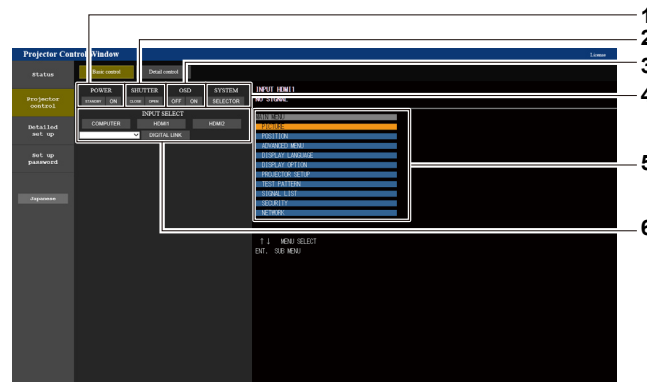 1
2
3
4
5
6
Projector Control Window
License
Status
Projector control
Detailed set up
Set up password
Japanese
Basic control
Detail control
POWER
SHUTTER
OSD
SYSTEM
STANDBY
ON
CLOSE
OPEN
OFF
ON
SELECTOR
INPUT SELECT
COMPUTER
HDMI1
HDMI2
DIGITAL LINK
INPUT HDMI1
NO SIGNAL
MAIN MENU
PICTURE
POSITION
ADVANCED MENU
DISPLAY LANGUAGE
DISPLAY OPTION
PROJECTOR SETUP
TEST PATTERN
SIGNAL LIST
SECURITY
NETWORK
↑↓ MENU SELECT
ENT. SUB MENU